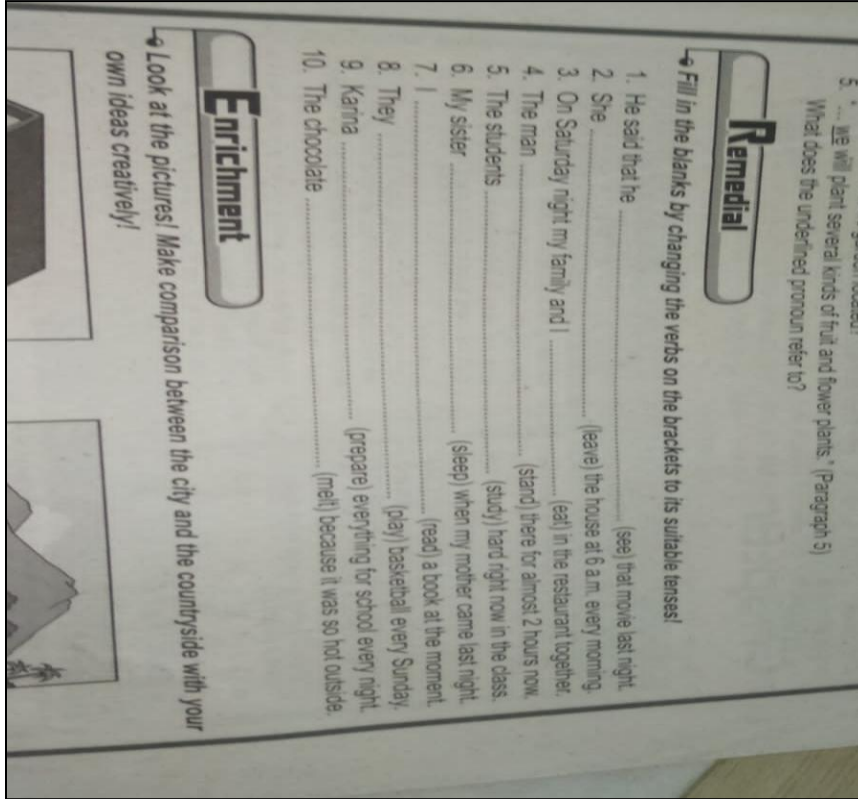 5. " ... we will plant several kinds of fruit and flower plants." (Paragraph 5)
What does the underlined pronoun refer to?
Remedial
Fill in the blanks by changing the verbs on the brackets to its suitable tenses!
1. He said that he ........................ (see) that movie last night.
2. She ........................ (leave) the house at 6 a.m. every morning.
3. On Saturday night my family and I ........................ (eat) in the restaurant together.
4. The man ........................ (stand) there for almost 2 hours now.
5. The students ........................ (study) hard right now in the class.
6. My sister ........................ (sleep) when my mother came last night.
7. I ........................ (read) a book at the moment.
8. They ........................ (play) basketball every Sunday.
9. Karina ........................ (prepare) everything for school every night.
10. The chocolate ........................ (melt) because it was so hot outside.
Enrichment
Look at the pictures! Make comparison between the city and the countryside with your
own ideas creatively!